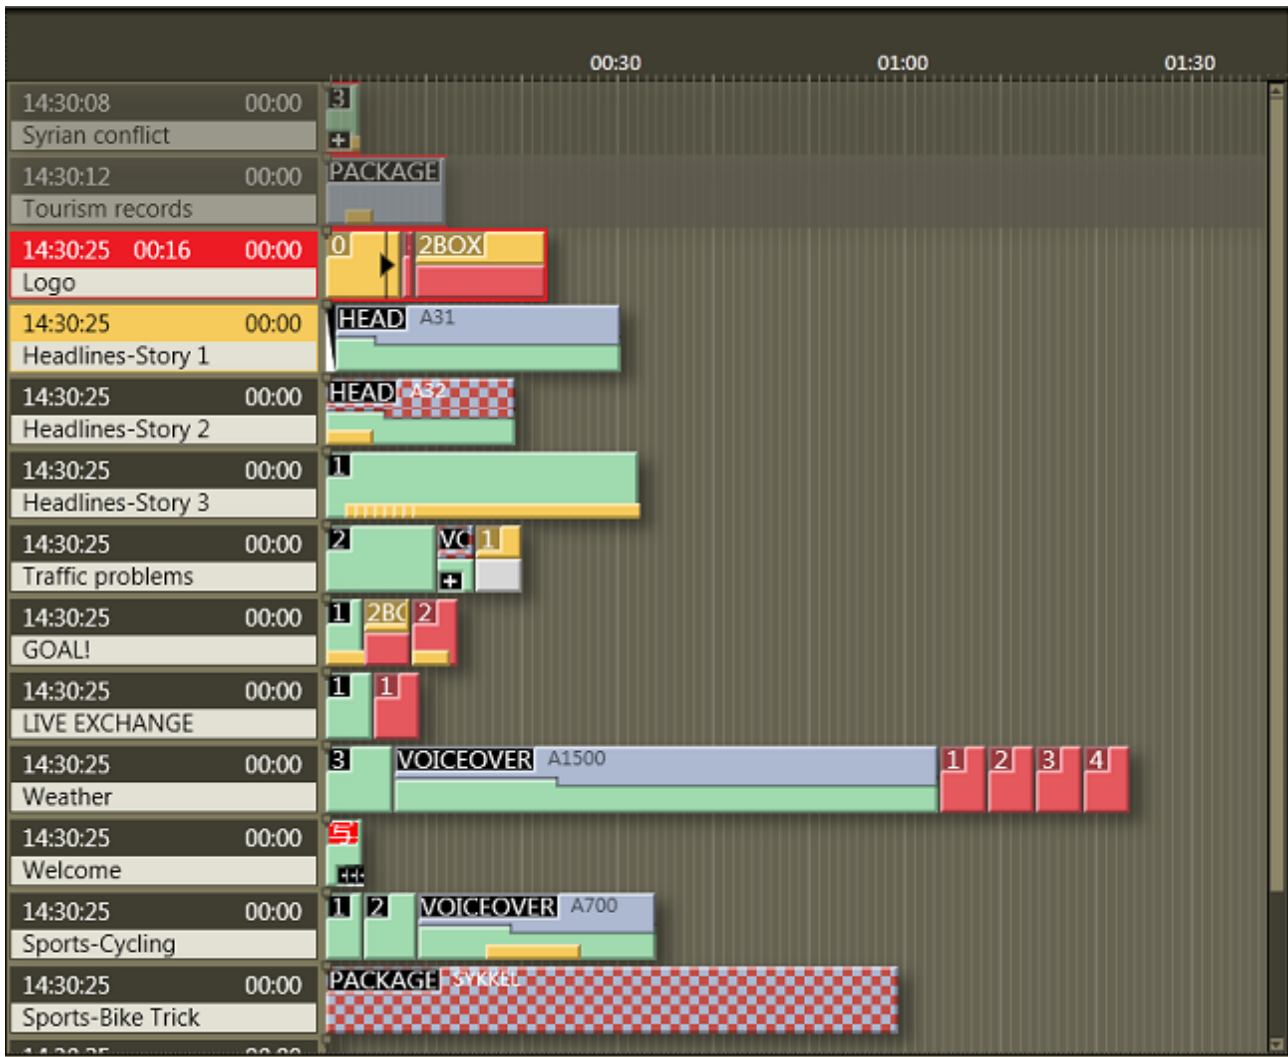 00:30 01:00 01:30
14:30:08 00:00 3
Syrian conflict +
14:30:12 00:00 PACKAGE
Tourism records
14:30:25 00:16 00:00 0 2BOX
Logo
14:30:25 00:00 HEAD A31
Headlines-Story 1
14:30:25 00:00 HEAD A32
Headlines-Story 2
14:30:25 00:00 1
Headlines-Story 3
14:30:25 00:00 2 VO 1
Traffic problems +
14:30:25 00:00 1 2BO 2
GOAL!
14:30:25 00:00 1 1
LIVE EXCHANGE
14:30:25 00:00 3 VOICEOVER A1500 1 2 3 4
Weather
14:30:25 00:00 5
Welcome
14:30:25 00:00 1 2 VOICEOVER A700
Sports-Cycling
14:30:25 00:00 PACKAGE SYKKEL
Sports-Bike Trick